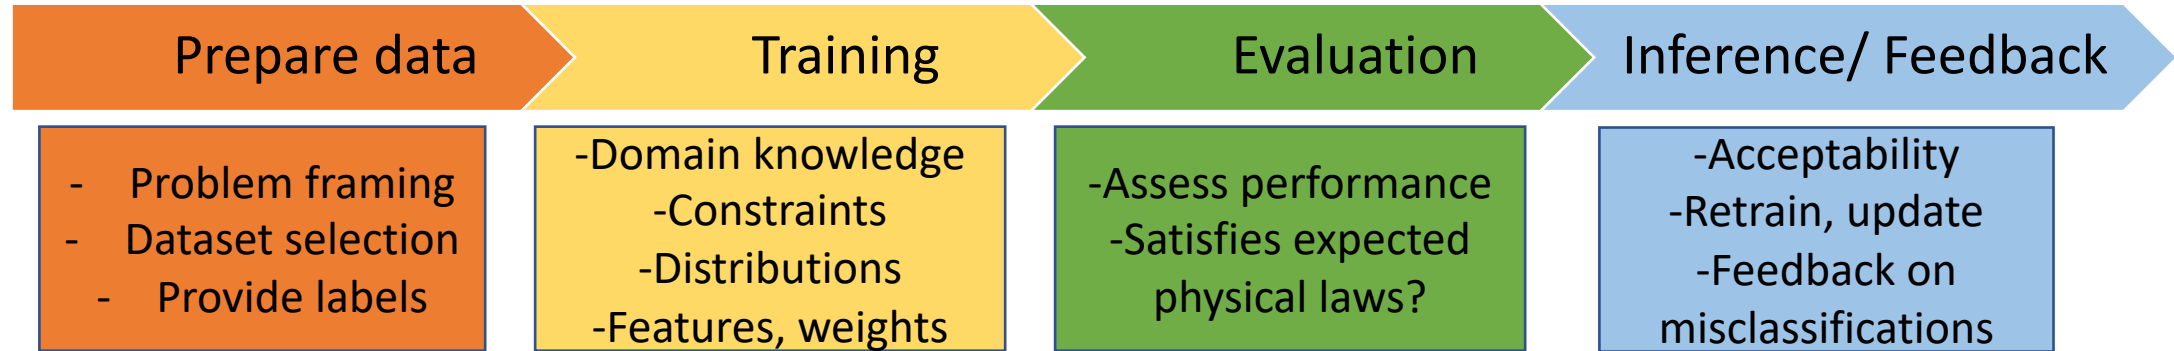 Prepare data
Training
Evaluation
Inference/ Feedback
- Problem framing
- Dataset selection
- Provide labels
-Domain knowledge
-Constraints
-Distributions
-Features, weights
-Assess performance
-Satisfies expected
physical laws?
-Acceptability
-Retrain, update
-Feedback on
misclassifications